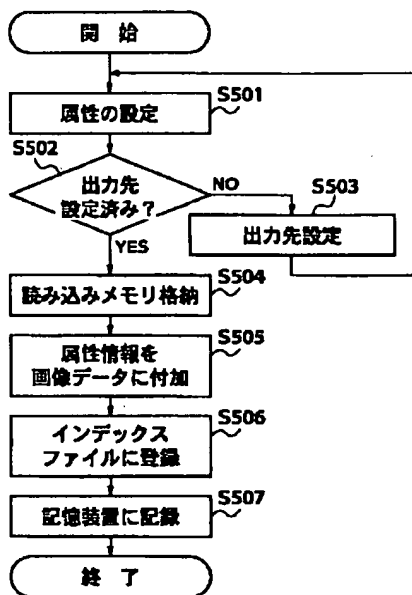 開 始
S501
属性の設定
S502
出力先
設定済み？
NO
S503
出力先設定
YES
S504
読み込みメモリ格納
S505
属性情報を
画像データに付加
S506
インデックス
ファイルに登録
S507
記憶装置に記録
終 了